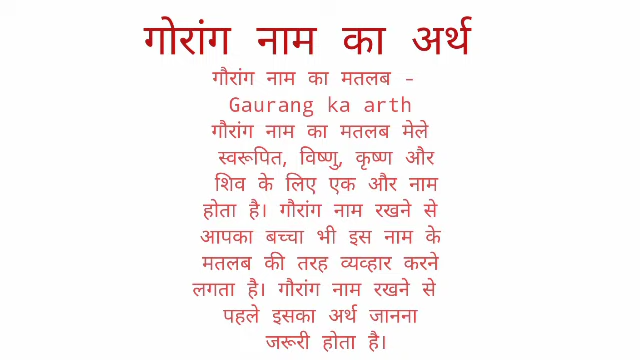 गोरांग नाम का अर्थ
गौरांग नाम का मतलब -
Gaurang ka arth
गौरांग नाम का मतलब मेले
स्वरूपित, विष्णु, कृष्ण और
शिव के लिए एक और नाम
होता है। गौरांग नाम रखने से
आपका बच्चा भी इस नाम के
मतलब की तरह व्यव्हार करने
लगता है। गौरांग नाम रखने से
पहले इसका अर्थ जानना
जरूरी होता है।